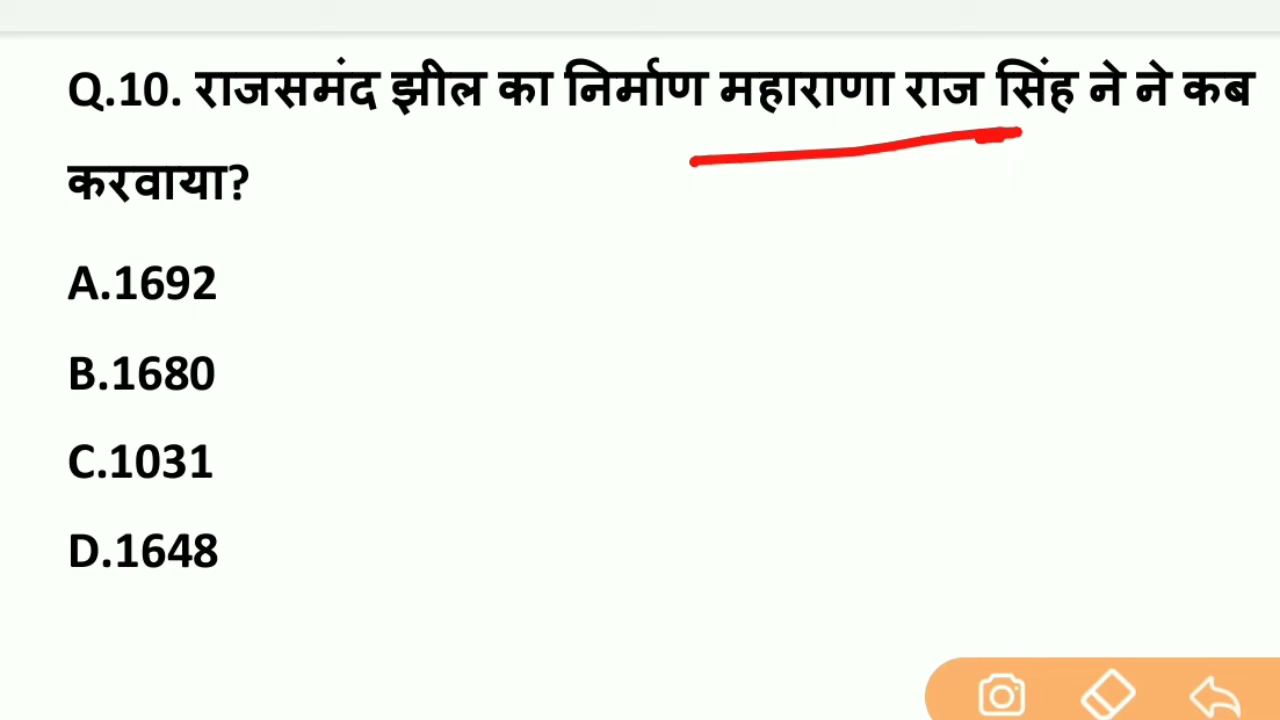 Q.10. राजसमंद झील का निर्माण महाराणा राज सिंह ने ने कब
करवाया?
A.1692
B.1680
C.1031
D.1648